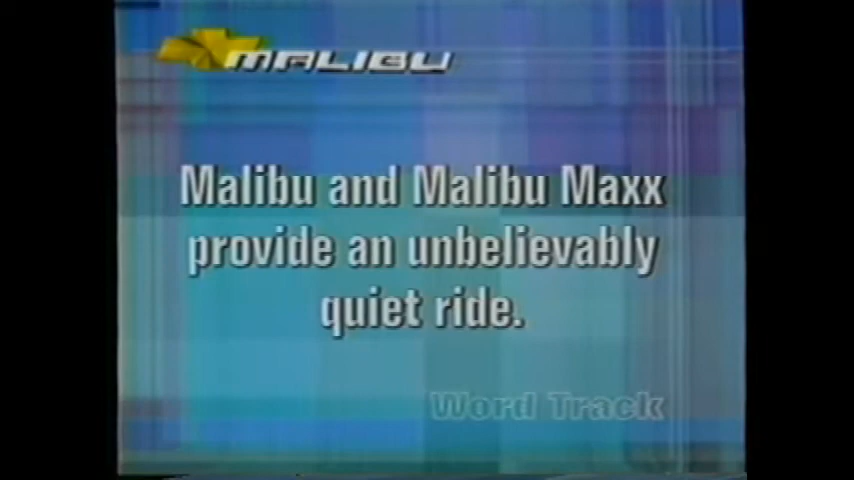 MALIBU
Malibu and Malibu Maxx
provide an unbelievably
quiet ride.
Word Track